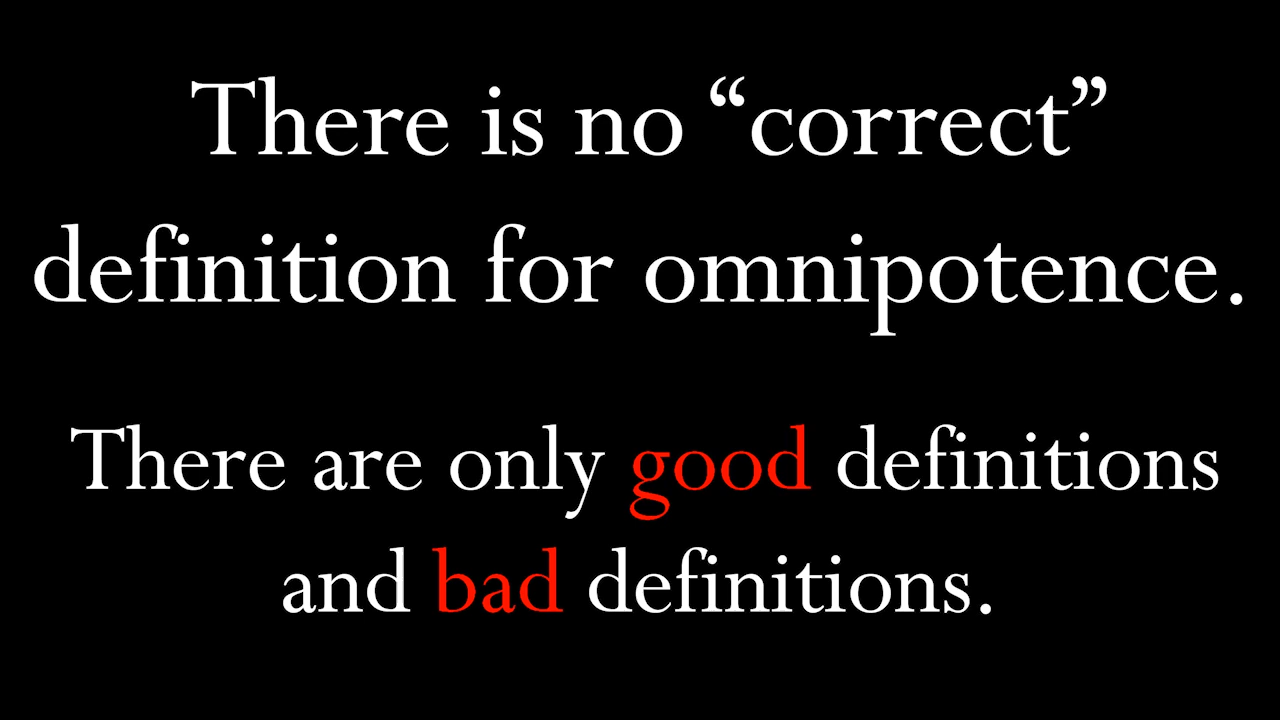 There is no “correct”
definition for omnipotence.
There are only good definitions
and bad definitions.